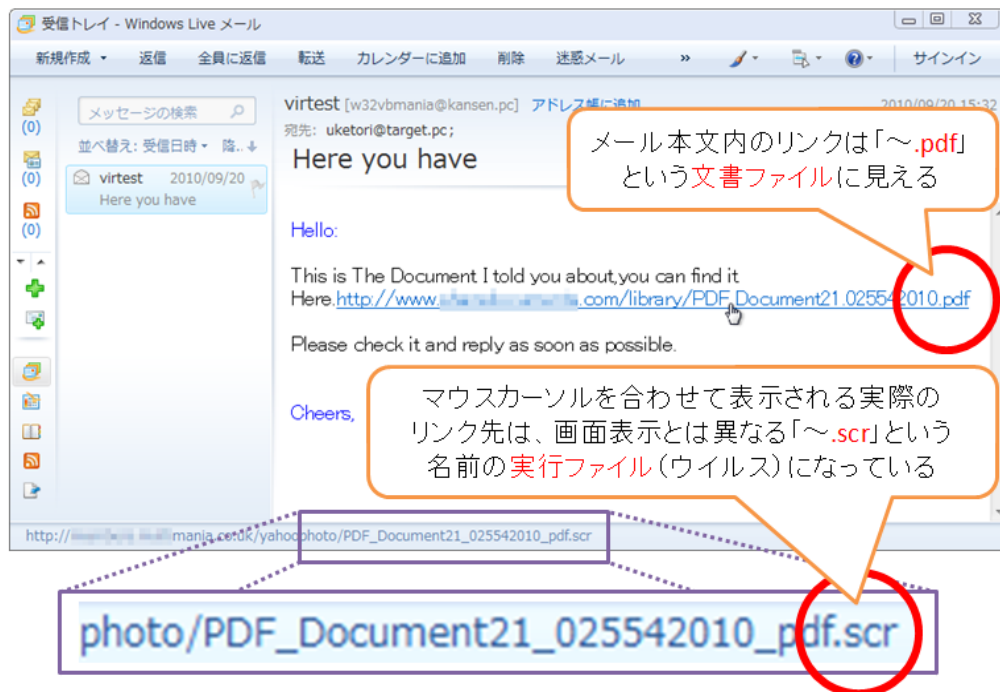 受信トレイ - Windows Live メール
新規作成 返信 全員に返信 転送 カレンダーに追加 削除 迷惑メール » サインイン
(0)
(0)
(0)
メッセージの検索
並べ替え: 受信日時 降..
virtest 2010/09/20
Here you have
virtest [w32vbmania@kansen.pc] アドレス帳に追加 2010/09/20 15:32
宛先: uketori@target.pc;
Here you have
メール本文内のリンクは「～.pdf」
という文書ファイルに見える
Hello:
This is The Document I told you about,you can find it
Here.http://www. .com/library/PDF_Document21.025542010.pdf
Please check it and reply as soon as possible.
Cheers,
マウスカーソルを合わせて表示される実際の
リンク先は、画面表示とは異なる「～.scr」という
名前の実行ファイル(ウイルス)になっている
http:// mania.co.uk/yahoophoto/PDF_Document21_025542010_pdf.scr
photo/PDF_Document21_025542010_pdf.scr